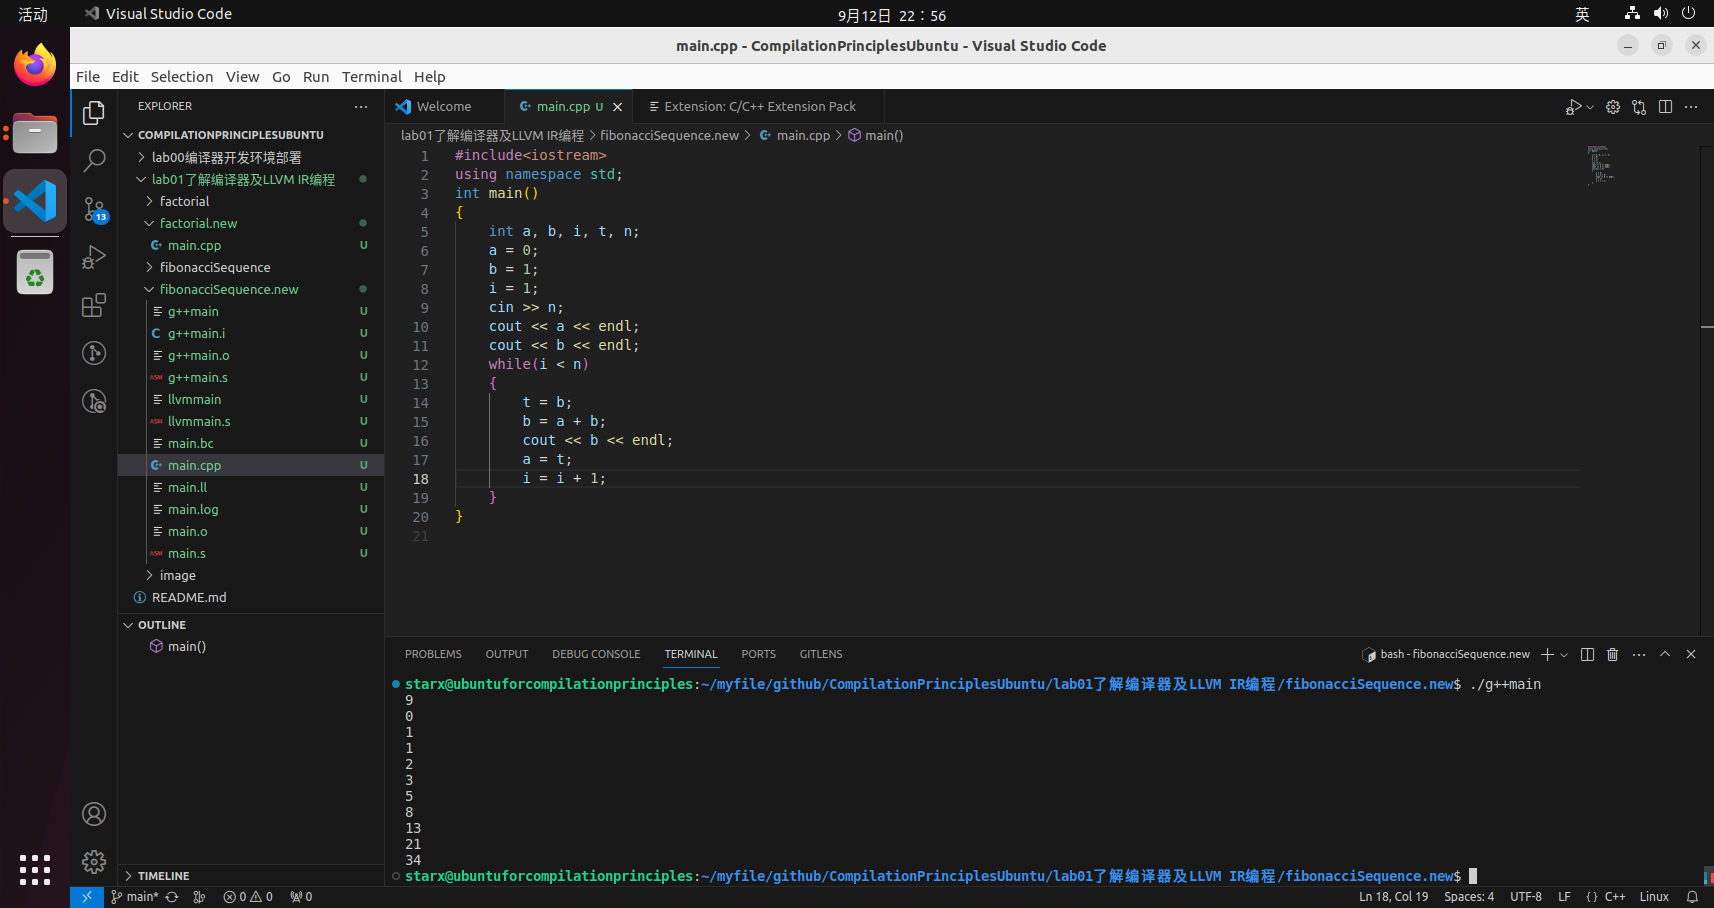 活动
Visual Studio Code
9月12日 22：56
英
main.cpp - CompilationPrinciplesUbuntu - Visual Studio Code
File Edit Selection View Go Run Terminal Help
EXPLORER
COMPILATIONPRINCIPLESUBUNTU
lab00编译器开发环境部署
lab01了解编译器及LLVM IR编程
factorial
factorial.new
main.cpp U
fibonacciSequence
fibonacciSequence.new
g++main U
g++main.i U
g++main.o U
g++main.s U
llvmmain U
llvmmain.s U
main.bc U
main.cpp U
main.ll U
main.log U
main.o U
main.s U
image
README.md
OUTLINE
main()
TIMELINE
13
Welcome
main.cpp U
Extension: C/C++ Extension Pack
lab01了解编译器及LLVM IR编程 > fibonacciSequence.new > main.cpp > main()
1 #include<iostream>
2 using namespace std;
3 int main()
4 {
5 int a, b, i, t, n;
6 a = 0;
7 b = 1;
8 i = 1;
9 cin >> n;
10 cout << a << endl;
11 cout << b << endl;
12 while(i < n)
13 {
14 t = b;
15 b = a + b;
16 cout << b << endl;
17 a = t;
18 i = i + 1;
19 }
20 }
21
PROBLEMS OUTPUT DEBUG CONSOLE TERMINAL PORTS GITLENS
bash - fibonacciSequence.new
starx@ubuntuforcompilationprinciples:~/myfile/github/CompilationPrinciplesUbuntu/lab01了解编译器及LLVM IR编程/fibonacciSequence.new$ ./g++main
9
0
1
1
2
3
5
8
13
21
34
starx@ubuntuforcompilationprinciples:~/myfile/github/CompilationPrinciplesUbuntu/lab01了解编译器及LLVM IR编程/fibonacciSequence.new$
main* 0 0 0
Ln 18, Col 19 Spaces: 4 UTF-8 LF {} C++ Linux